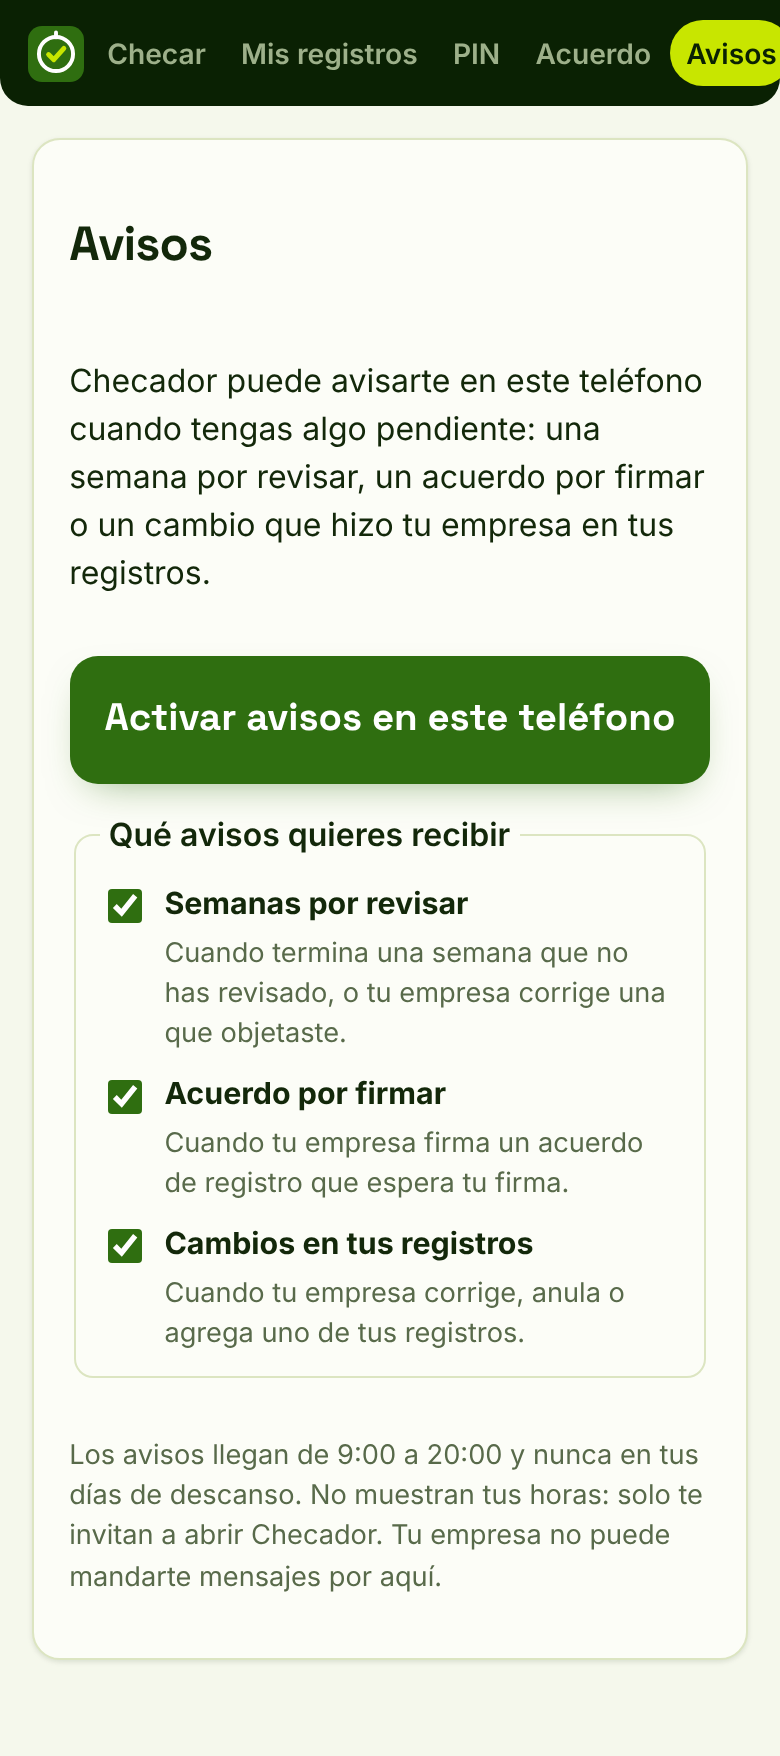 Checar Mis registros PIN Acuerdo Avisos
Avisos
Checador puede avisarte en este teléfono
cuando tengas algo pendiente: una
semana por revisar, un acuerdo por firmar
o un cambio que hizo tu empresa en tus
registros.
Activar avisos en este teléfono
Qué avisos quieres recibir
Semanas por revisar
Cuando termina una semana que no
has revisado, o tu empresa corrige una
que objetaste.
Acuerdo por firmar
Cuando tu empresa firma un acuerdo
de registro que espera tu firma.
Cambios en tus registros
Cuando tu empresa corrige, anula o
agrega uno de tus registros.
Los avisos llegan de 9:00 a 20:00 y nunca en tus
días de descanso. No muestran tus horas: solo te
invitan a abrir Checador. Tu empresa no puede
mandarte mensajes por aquí.